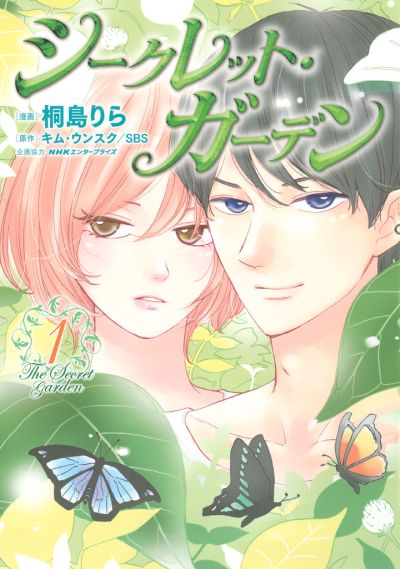 シークレット・
ガーデン
[漫画] 桐島りら
[原作] キム・ウンスク/SBS
企画協力 NHKエンタープライズ
1
The Secret
Garden